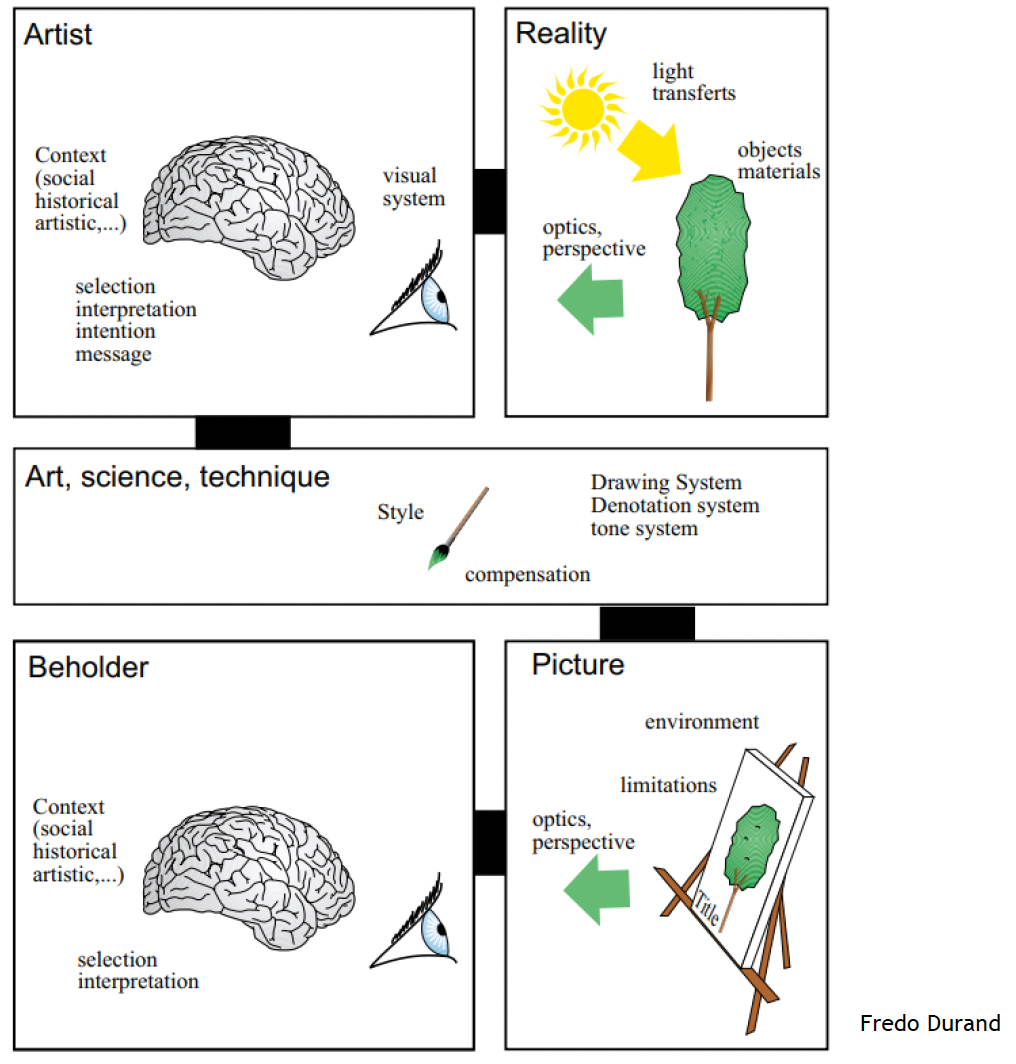 Artist
Context
(social
historical
artistic,...)
selection
interpretation
intention
message
visual
system
Reality
light
transferts
objects
materials
optics,
perspective
Art, science, technique
Style
compensation
Drawing System
Denotation system
tone system
Beholder
Context
(social
historical
artistic,...)
selection
interpretation
Picture
environment
limitations
optics,
perspective
Title
Fredo Durand